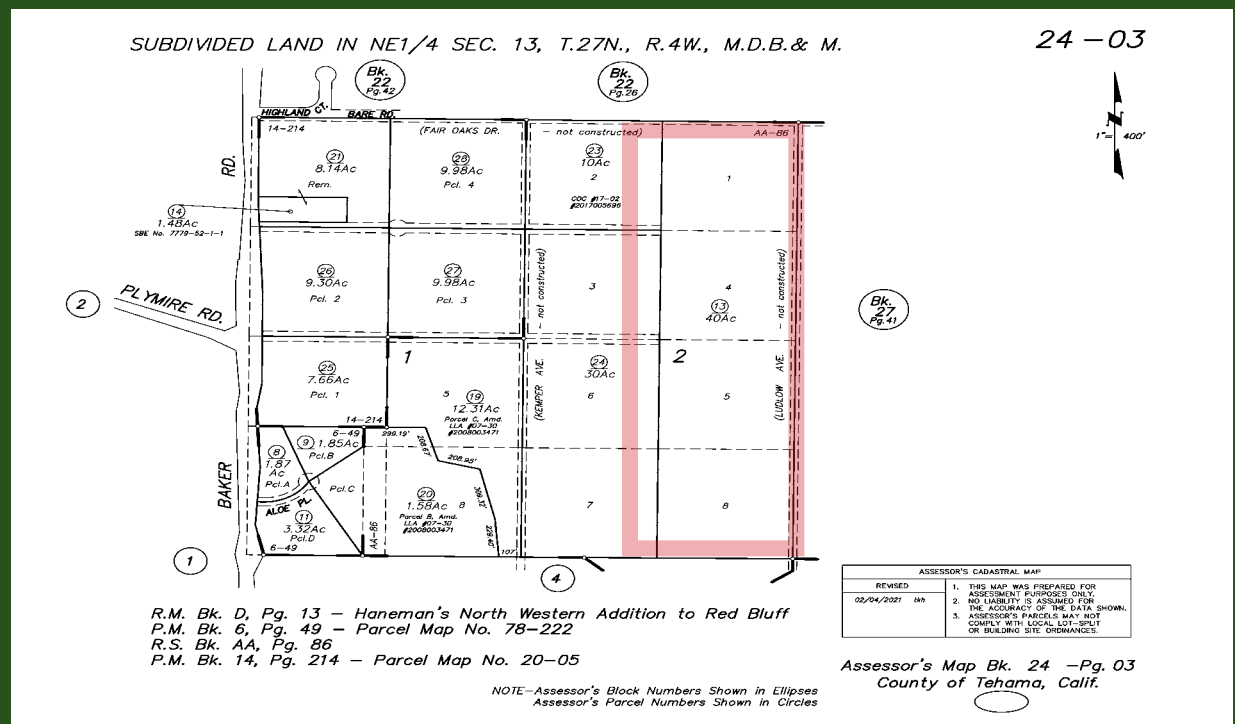 SUBDIVIDED LAND IN NE1/4 SEC. 13, T.27N., R.4W., M.D.B.& M.
24-03
Bk.
22
Pg.42
Bk.
22
Pg.26
HIGHLAND CT.
BARE RD.
14-214
(FAIR OAKS DR. - not constructed)
AA-86
1"= 400'
N
RD.
21
8.14Ac
Rem.
28
9.98Ac
Pcl. 4
23
10Ac
2
COC #17-02
#2017005695
1
14
1.48Ac
SBE No. 7779-52-1-1
26
9.30Ac
Pcl. 2
27
9.98Ac
Pcl. 3
- not constructed)
3
4
13
40Ac
- not constructed)
2
PLYMIRE RD.
Bk.
27
Pg.41
1
2
25
7.66Ac
Pcl. 1
5
19
12.31Ac
Parcel C, Amd.
LLA #07-30
#2008003471
(KEMPER AVE.
24
30Ac
6
5
(LUDLOW AVE.
14-214
6-49
299.19'
208.67'
208.95'
309.32'
229.40'
107'
8
1.87
Ac
Pcl.A
9
1.85Ac
Pcl.B
Pcl.C
BAKER
ALOE PL.
11
3.32Ac
Pcl.D
6-49
AA-86
20
1.58Ac
8
Parcel B, Amd.
LLA #07-30
#2008003471
7
8
1
4
ASSESSOR'S CADASTRAL MAP
REVISED
02/04/2021 tkh
1. THIS MAP WAS PREPARED FOR
ASSESSMENT PURPOSES ONLY.
2. NO LIABILITY IS ASSUMED FOR
THE ACCURACY OF THE DATA SHOWN.
3. ASSESSOR'S PARCELS MAY NOT
COMPLY WITH LOCAL LOT-SPLIT
OR BUILDING SITE ORDINANCES.
R.M. Bk. D, Pg. 13 - Haneman's North Western Addition to Red Bluff
P.M. Bk. 6, Pg. 49 - Parcel Map No. 78-222
R.S. Bk. AA, Pg. 86
P.M. Bk. 14, Pg. 214 - Parcel Map No. 20-05
Assessor's Map Bk. 24 -Pg. 03
County of Tehama, Calif.
NOTE-Assessor's Block Numbers Shown in Ellipses
Assessor's Parcel Numbers Shown in Circles